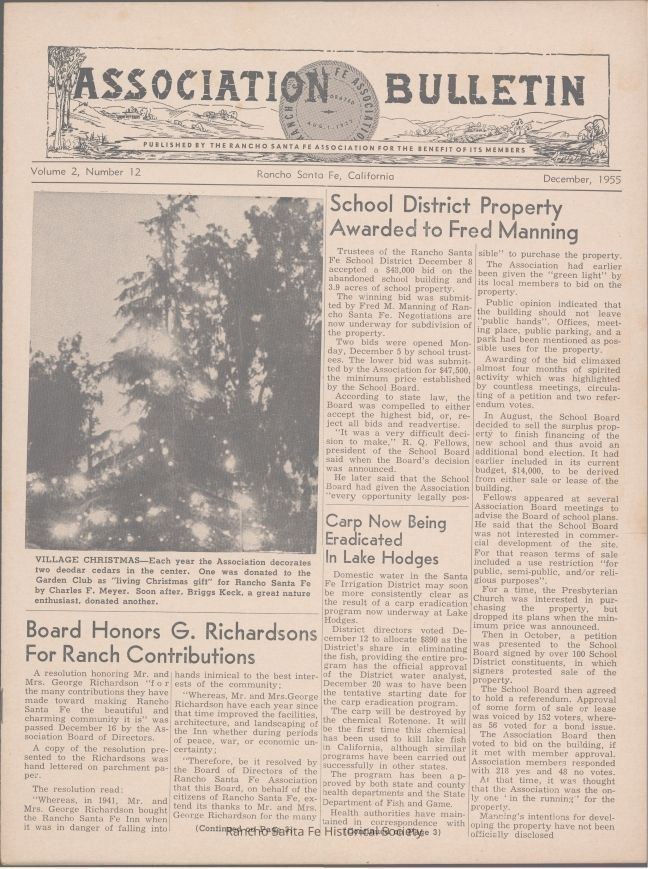 ASSOCIATION BULLETIN
PUBLISHED BY THE RANCHO SANTA FE ASSOCIATION FOR THE BENEFIT OF ITS MEMBERS
Volume 2, Number 12
Rancho Santa Fe, California
December, 1955
VILLAGE CHRISTMAS—Each year the Association decorates
two deodar cedars in the center. One was donated to the
Garden Club as "living Christmas gift" for Rancho Santa Fe
by Charles F. Meyer. Soon after, Briggs Keck, a great nature
enthusiast, donated another.
Board Honors G. Richardsons
For Ranch Contributions
A resolution honoring Mr. and
Mrs. George Richardson "for
the many contributions they have
made toward making Rancho
Santa Fe the beautiful and
charming community it is" was
passed December 16 by the As-
sociation Board of Directors.
A copy of the resolution pre-
sented to the Richardsons was
hand lettered on parchment pa-
per.
The resolution read:
"Whereas, in 1941, Mr. and
Mrs. George Richardson bought
the Rancho Santa Fe Inn when
it was in danger of falling into
hands inimical to the best inter-
ests of the community;
"Whereas, Mr. and Mrs.George
Richardson have each year since
that time improved the facilities,
architecture, and landscaping of
the Inn whether during periods
of peace, war, or economic un-
certainty;
"Therefore, be it resolved by
the Board of Directors of the
Rancho Santa Fe Association
that this Board, on behalf of the
citizens of Rancho Santa Fe, ex-
tend its thanks to Mr. and Mrs.
George Richardson for the many
(Continued on Page
School District Property
Awarded to Fred Manning
Trustees of the Rancho Santa
Fe School District December 8
accepted a $48,000 bid on the
abandoned school building and
3.9 acres of school property.
The winning bid was submit-
ted by Fred M. Manning of Ran-
cho Santa Fe. Negotiations are
now underway for subdivision of
the property.
Two bids were opened Mon-
day, December 5 by school trust-
ees. The lower bid was submit-
ted by the Association for $47,500,
the minimum price established
by the School Board.
According to state law, the
Board was compelled to either
accept the highest bid, or, re-
ject all bids and readvertise.
"It was a very difficult deci-
sion to make," R. Q. Fellows,
president of the School Board
said when the Board's decision
was announced.
He later said that the School
Board had given the Association
"every opportunity legally pos-
sible" to purchase the property.
The Association had earlier
been given the "green light" by
its local members to bid on the
property.
Public opinion indicated that
the building should not leave
"public hands". Offices, meet-
ing place, public parking, and a
park had been mentioned as pos-
sible uses for the property.
Awarding of the bid climaxed
almost four months of spirited
activity which was highlighted
by countless meetings, circula-
ting of a petition and two refer-
endum votes.
In August, the School Board
decided to sell the surplus prop-
erty to finish financing of the
new school and thus avoid an
additional bond election. It had
earlier included in its current
budget, $14,000, to be derived
from either sale or lease of the
building.
Fellows appeared at several
Association Board meetings to
advise the Board of school plans.
He said that the School Board
was not interested in commer-
cial development of the site.
For that reason terms of sale
included a use restriction "for
public, semi-public, and/or reli-
gious purposes".
For a time, the Presbyterian
Church was interested in pur-
chasing the property, but
dropped its plans when the min-
imum price was announced.
Then in October, a petition
was presented to the School
Board signed by over 100 School
District constituents, in which
signers protested sale of the
property.
The School Board then agreed
to hold a referendum. Approval
of some form of sale or lease
was voiced by 152 voters, where-
as 56 voted for a bond issue.
The Association Board then
voted to bid on the building, if
it met with member approval.
Association members responded
with 218 yes and 48 no votes.
At that time, it was thought
that the Association was the on-
ly one "in the running" for the
property.
Manning's intentions for devel-
oping the property have not been
officially disclosed
Carp Now Being
Eradicated
In Lake Hodges
Domestic water in the Santa
Fe Irrigation District may soon
be more consistently clear as
the result of a carp eradication
program now underway at Lake
Hodges.
District directors voted De-
cember 12 to allocate $890 as the
District's share in eliminating
the fish, providing the entire pro-
gram has the official approval
of the District water analyst,
December 20 was to have been
the tentative starting date for
the carp eradication program.
The carp will be destroyed by
the chemical Rotenone. It will
be the first time this chemical
has been used to kill lake fish
in California, although similar
programs have been carried out
successfully in other states.
The program has been ap-
proved by both state and county
health departments and the State
Department of Fish and Game.
Health authorities have main-
tained in correspondence with
(Continued on Page 3)
Rancho Santa Fe Historical Society